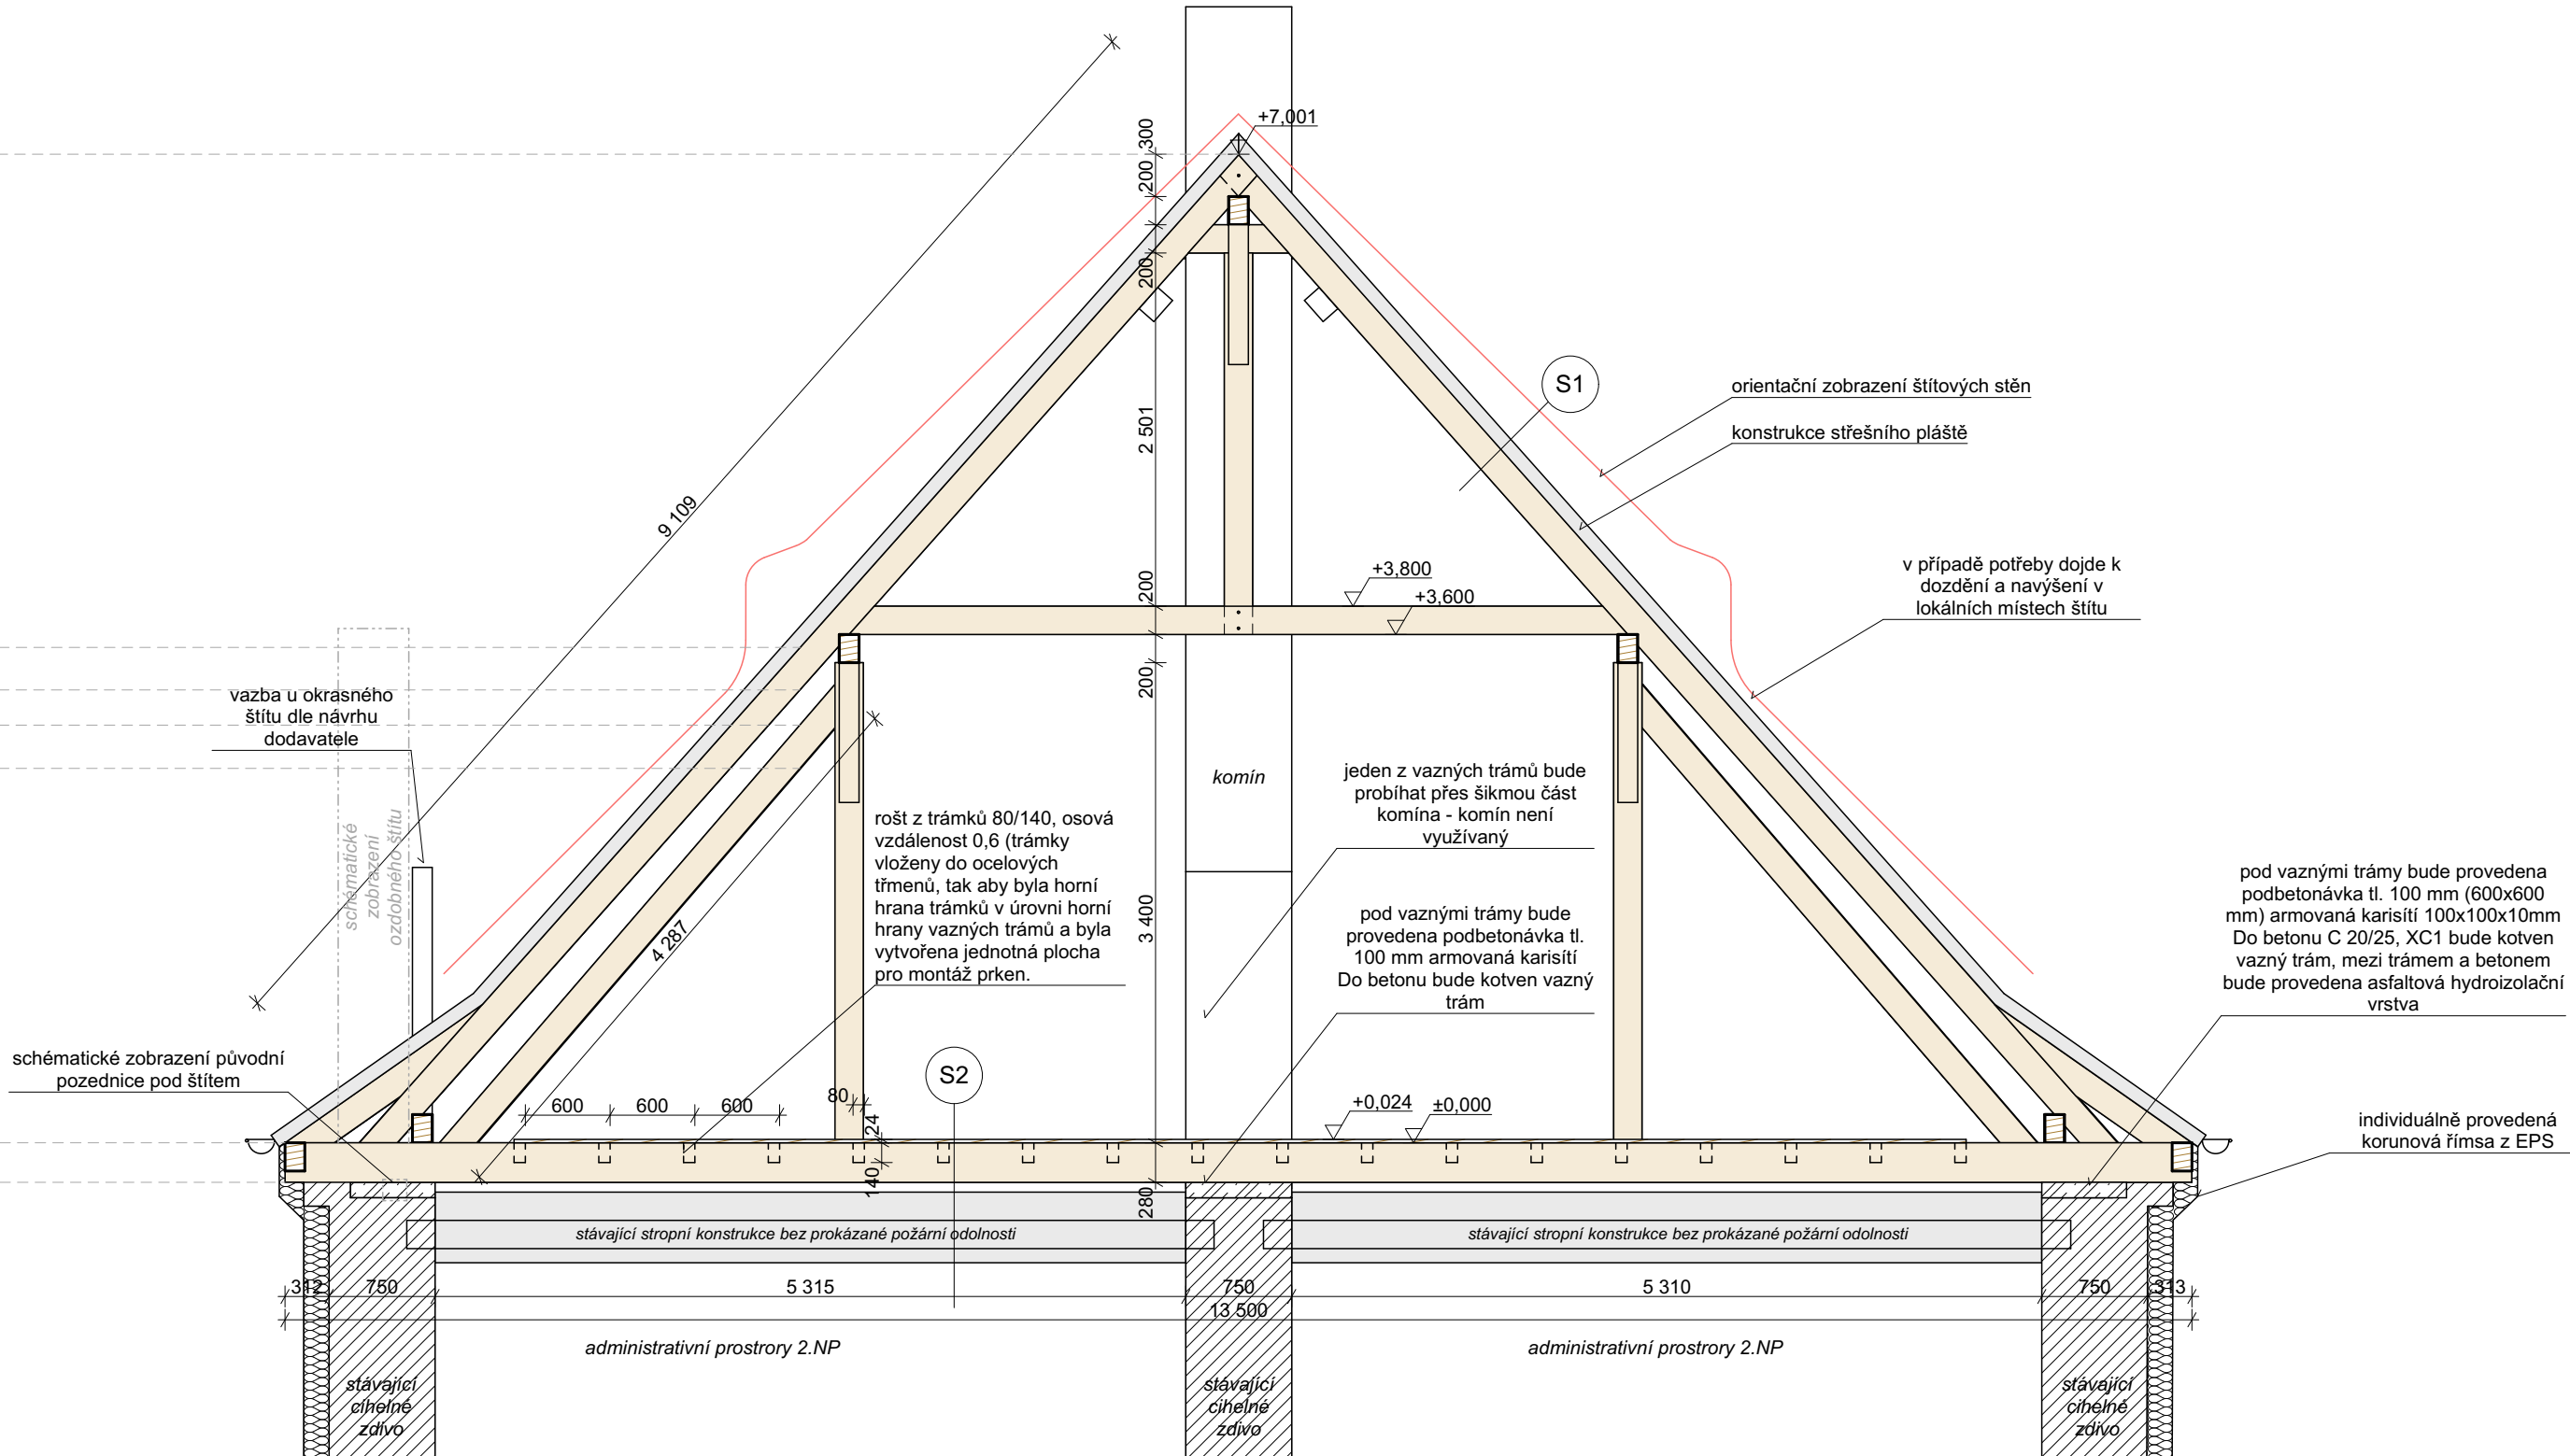 +7,001
300
200
200
9 109
2 501
S1
orientační zobrazení štítových stěn
konstrukce střešního pláště
v případě potřeby dojde k
dozdění a navýšení v
lokálních místech štítu
+3,800
+3,600
200
200
vazba u okrasného
štítu dle návrhu
dodavatele
schématické
zobrazení
ozdobného štítu
komín
jeden z vazných trámů bude
probíhat přes šikmou část
komína - komín není
využívaný
rošt z trámků 80/140, osová
vzdálenost 0,6 (trámky
vloženy do ocelových
třmenů, tak aby byla horní
hrana trámků v úrovni horní
hrany vazných trámů a byla
vytvořena jednotná plocha
pro montáž prken.
4 287
3 400
pod vaznými trámy bude
provedena podbetonávka tl.
100 mm armovaná karisítí
Do betonu bude kotven vazný
trám
pod vaznými trámy bude provedena
podbetonávka tl. 100 mm (600x600
mm) armovaná karisítí 100x100x10mm
Do betonu C 20/25, XC1 bude kotven
vazný trám, mezi trámem a betonem
bude provedena asfaltová hydroizolační
vrstva
schématické zobrazení původní
pozednice pod štítem
S2
600
600
600
80
24
140
280
+0,024
±0,000
individuálně provedená
korunová římsa z EPS
stávající stropní konstrukce bez prokázané požární odolnosti
stávající stropní konstrukce bez prokázané požární odolnosti
312
750
5 315
750
5 310
750
313
13 500
administrativní prostrory 2.NP
administrativní prostrory 2.NP
stávající
cihelné
zdivo
stávající
cihelné
zdivo
stávající
cihelné
zdivo